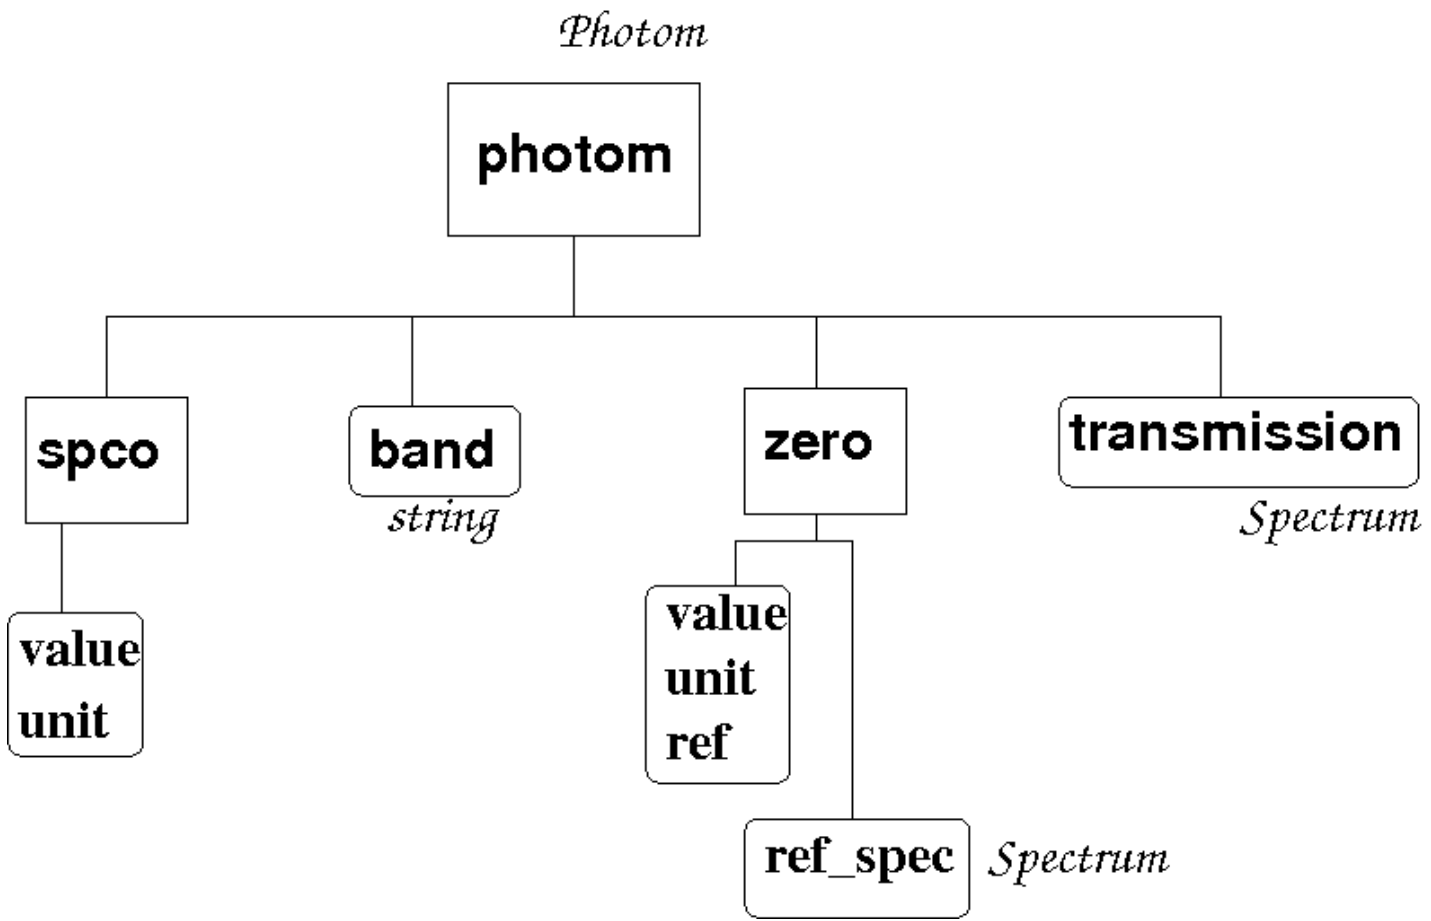 Photom
photom
spco
band
string
zero
transmission
Spectrum
value
unit
value
unit
ref
ref_spec
Spectrum